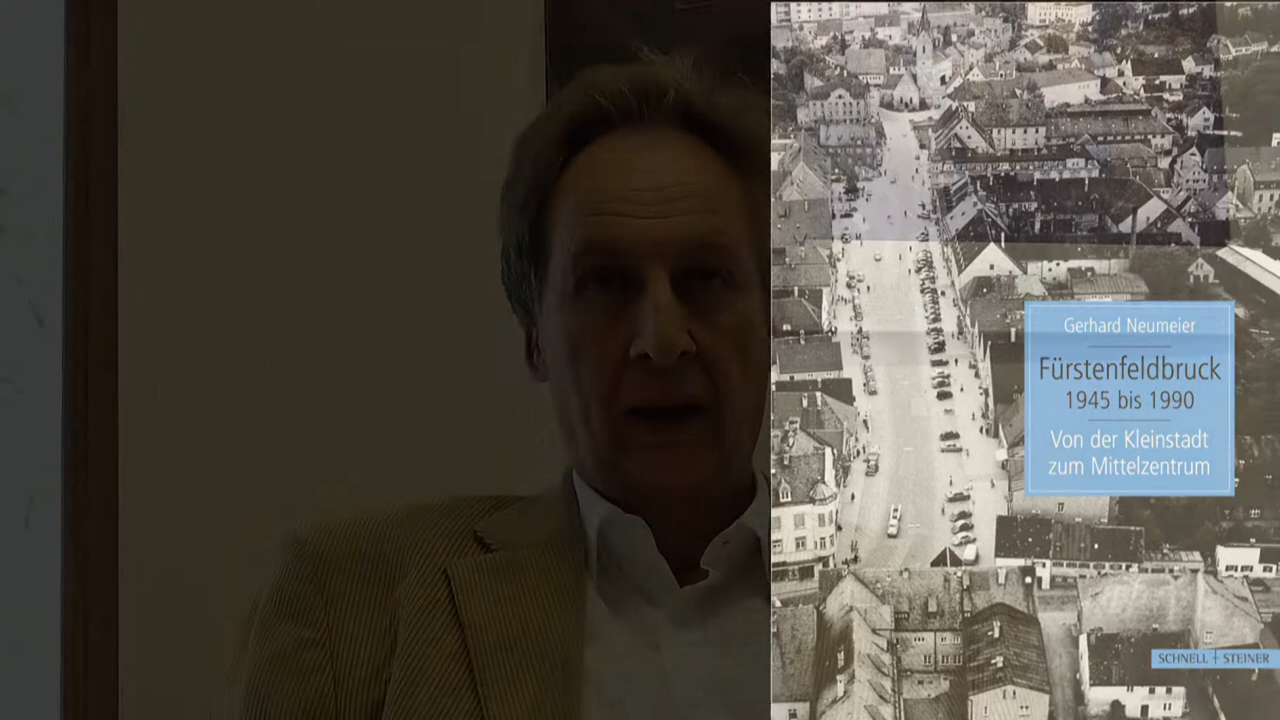 Gerhard Neumeier
Fürstenfeldbruck
1945 bis 1990
Von der Kleinstadt
zum Mittelzentrum
SCHNELL + STEINER